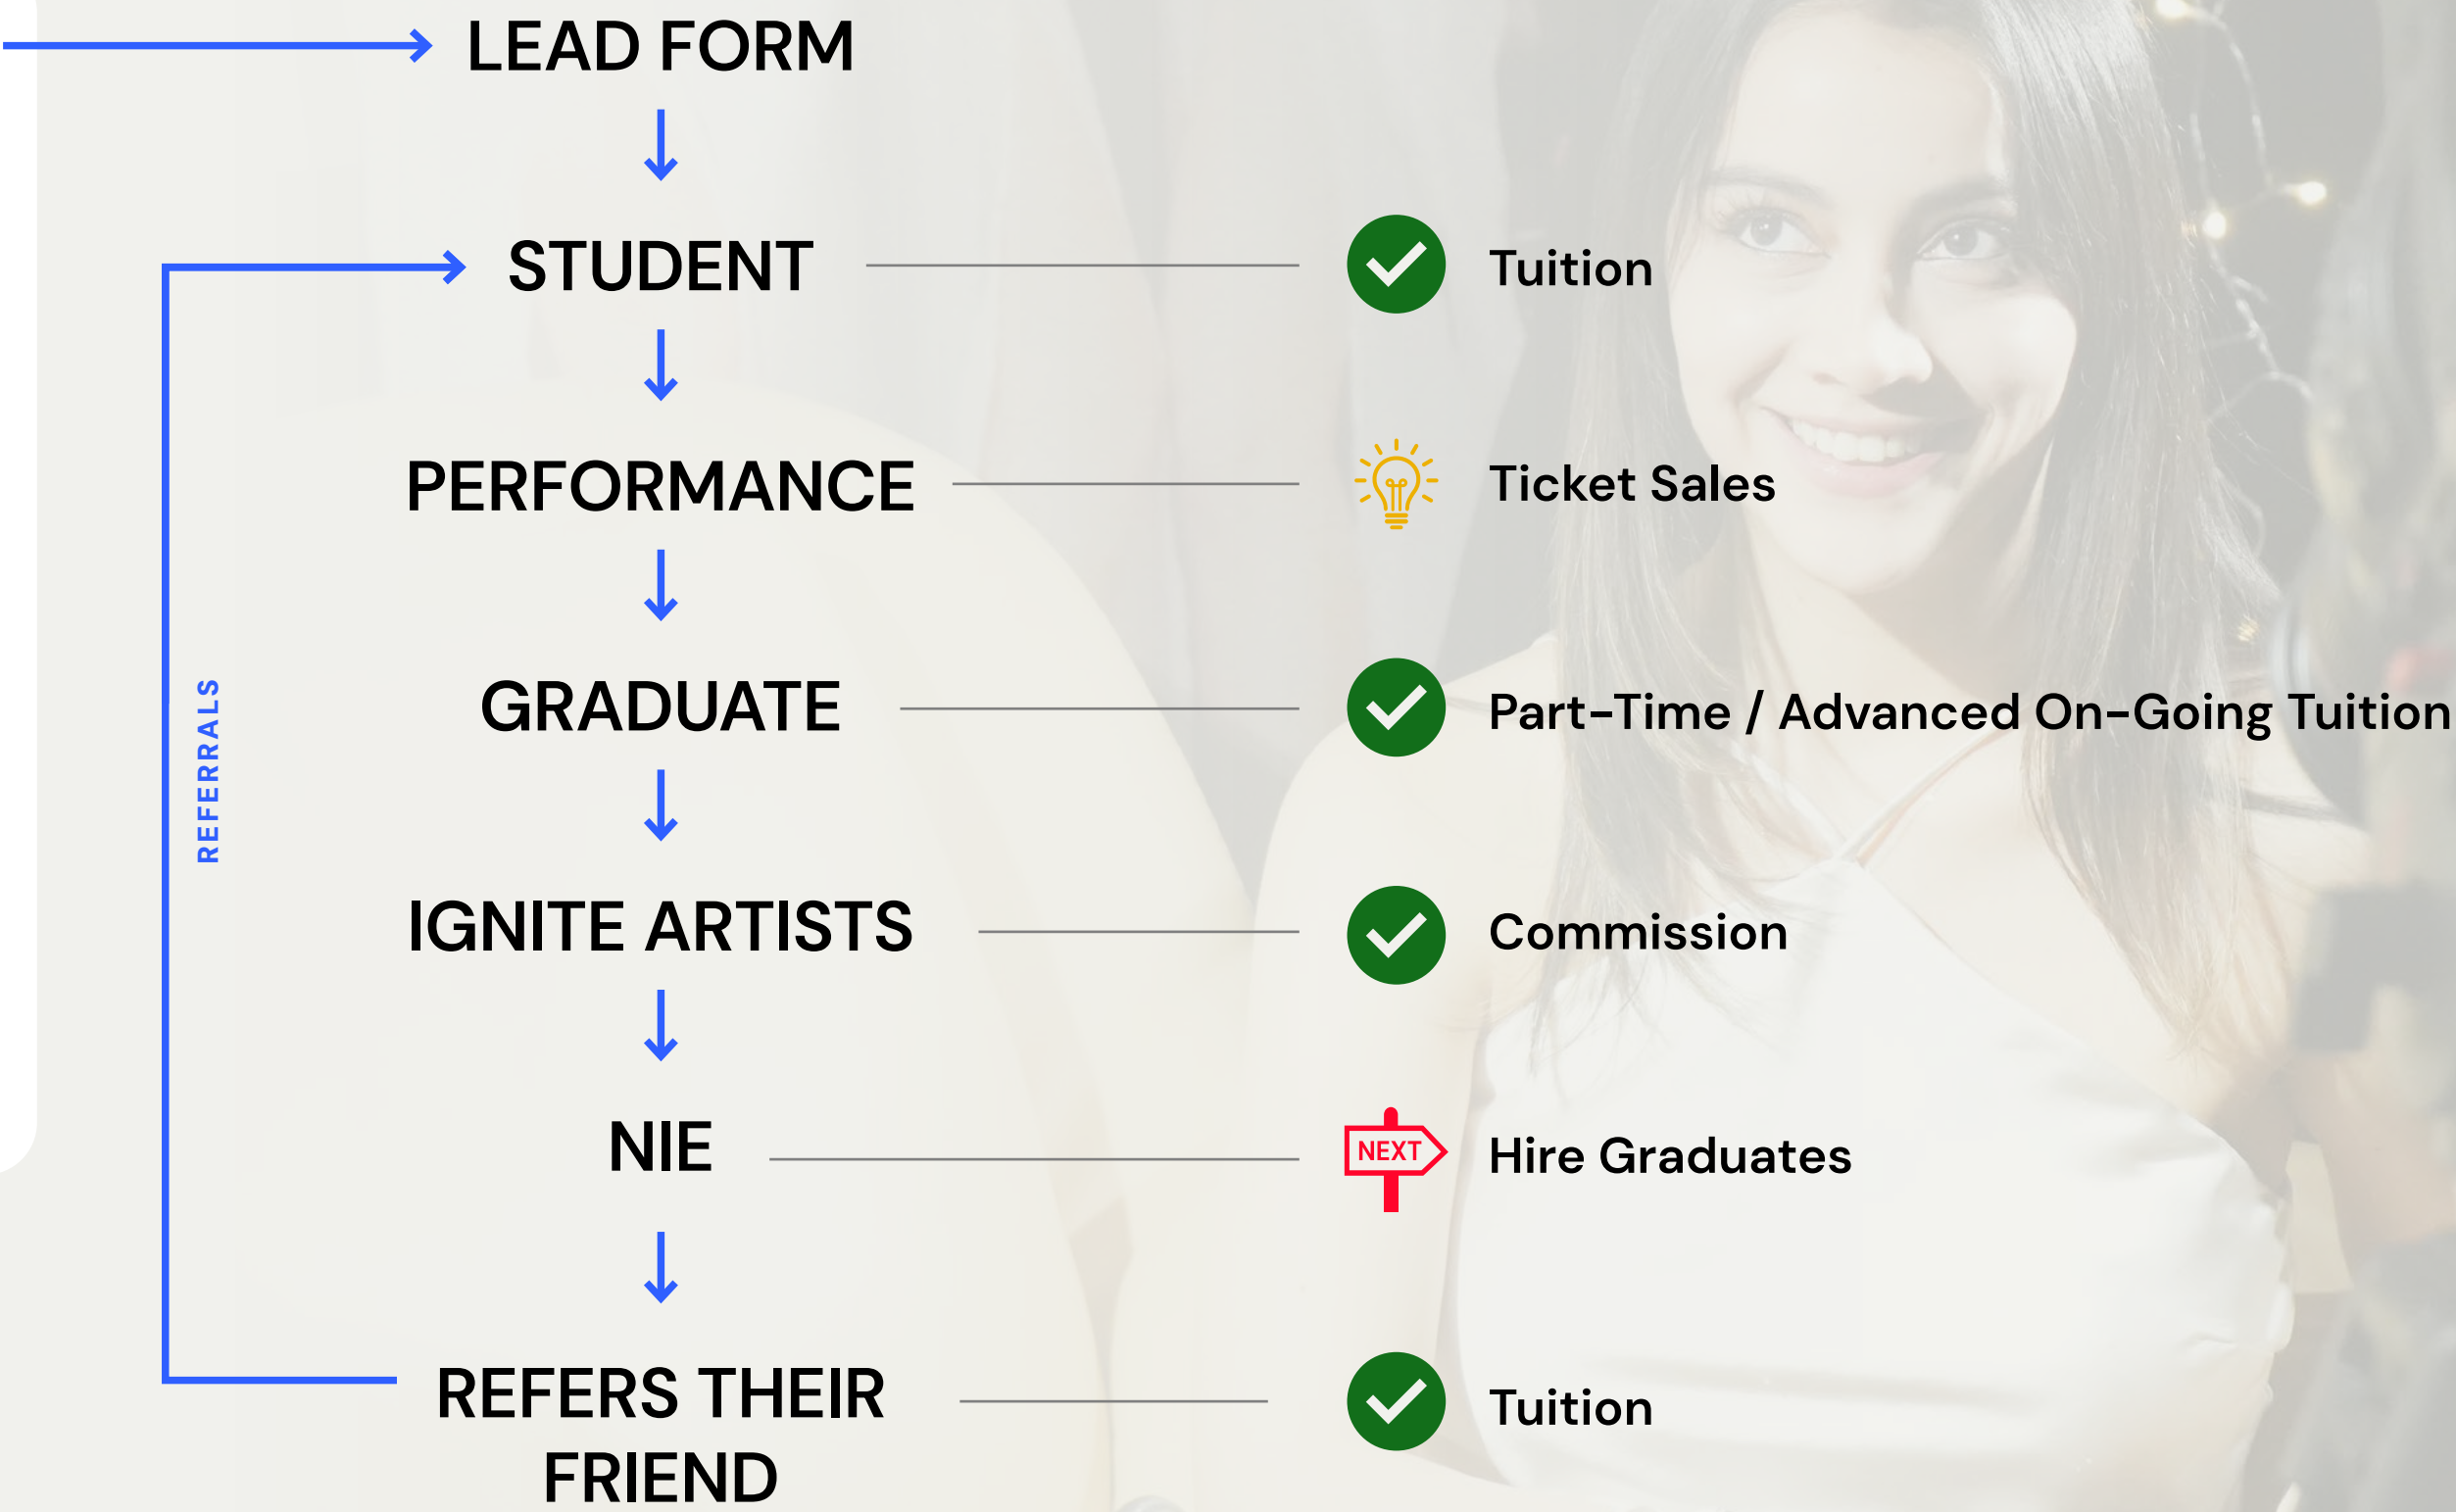 LEAD FORM
STUDENT
Tuition
PERFORMANCE
Ticket Sales
GRADUATE
Part-Time / Advanced On-Going Tuition
REFERRALS
IGNITE ARTISTS
Commission
NIE
NEXT
Hire Graduates
REFERS THEIR
FRIEND
Tuition